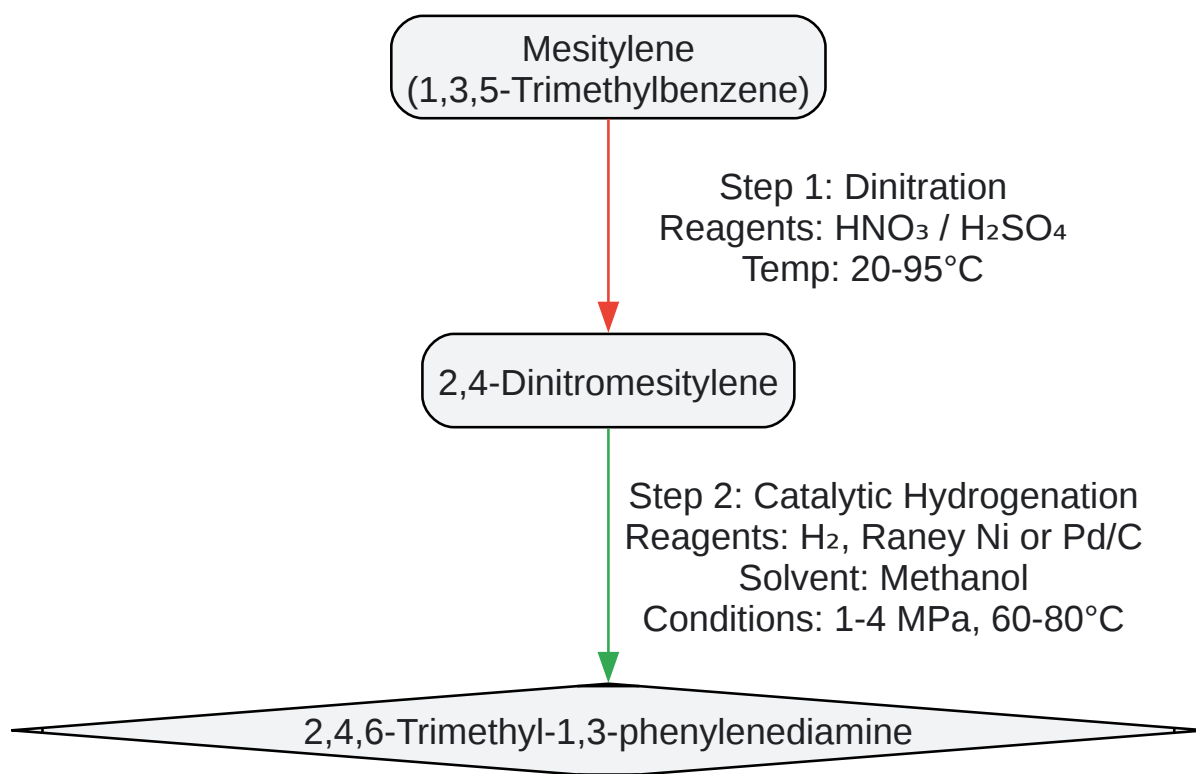 Mesitylene
(1,3,5-Trimethylbenzene)
Step 1: Dinitration
Reagents: HNO₃ / H₂SO₄
Temp: 20-95°C
2,4-Dinitromesitylene
Step 2: Catalytic Hydrogenation
Reagents: H₂, Raney Ni or Pd/C
Solvent: Methanol
Conditions: 1-4 MPa, 60-80°C
2,4,6-Trimethyl-1,3-phenylenediamine